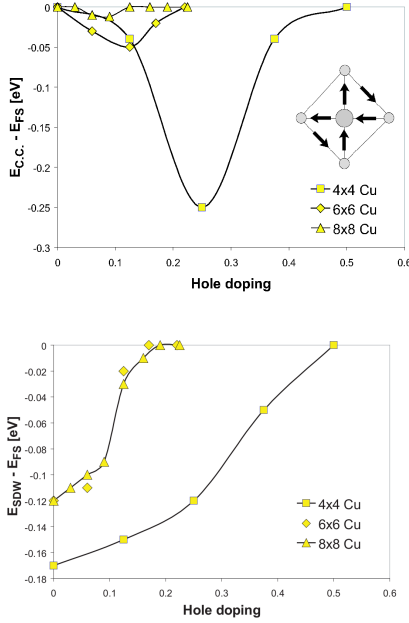 0
-0.05
-0.1
-0.15
-0.2
-0.25
-0.3
E_C.C. - E_FS [eV]
4x4 Cu
6x6 Cu
8x8 Cu
0 0.1 0.2 0.3 0.4 0.5 0.6
Hole doping
0
-0.02
-0.04
-0.06
-0.08
-0.1
-0.12
-0.14
-0.16
-0.18
E_SDW - E_FS [eV]
4x4 Cu
6x6 Cu
8x8 Cu
0 0.1 0.2 0.3 0.4 0.5 0.6
Hole doping